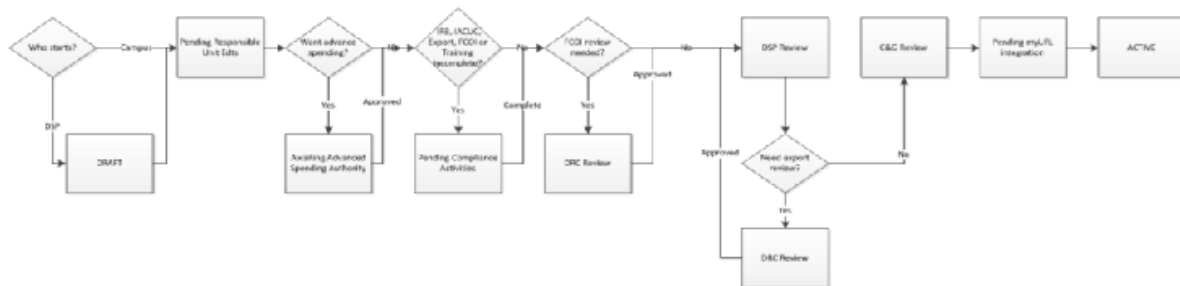 Who starts?
Campus
DSP
DRAFT
Pending Responsible
Unit Edits
Want advance
spending?
No
Yes
Approved
Awaiting Advanced
Spending Authority
IRB, IACUC,
Export, FCOI or
Training
incomplete?
No
Yes
Complete
Pending Compliance
Activities
FCOI review
needed?
No
Yes
Approved
DRC Review
DSP Review
Need export
review?
No
Yes
Approved
DRC Review
C&G Review
Pending myUFL
integration
ACTIVE